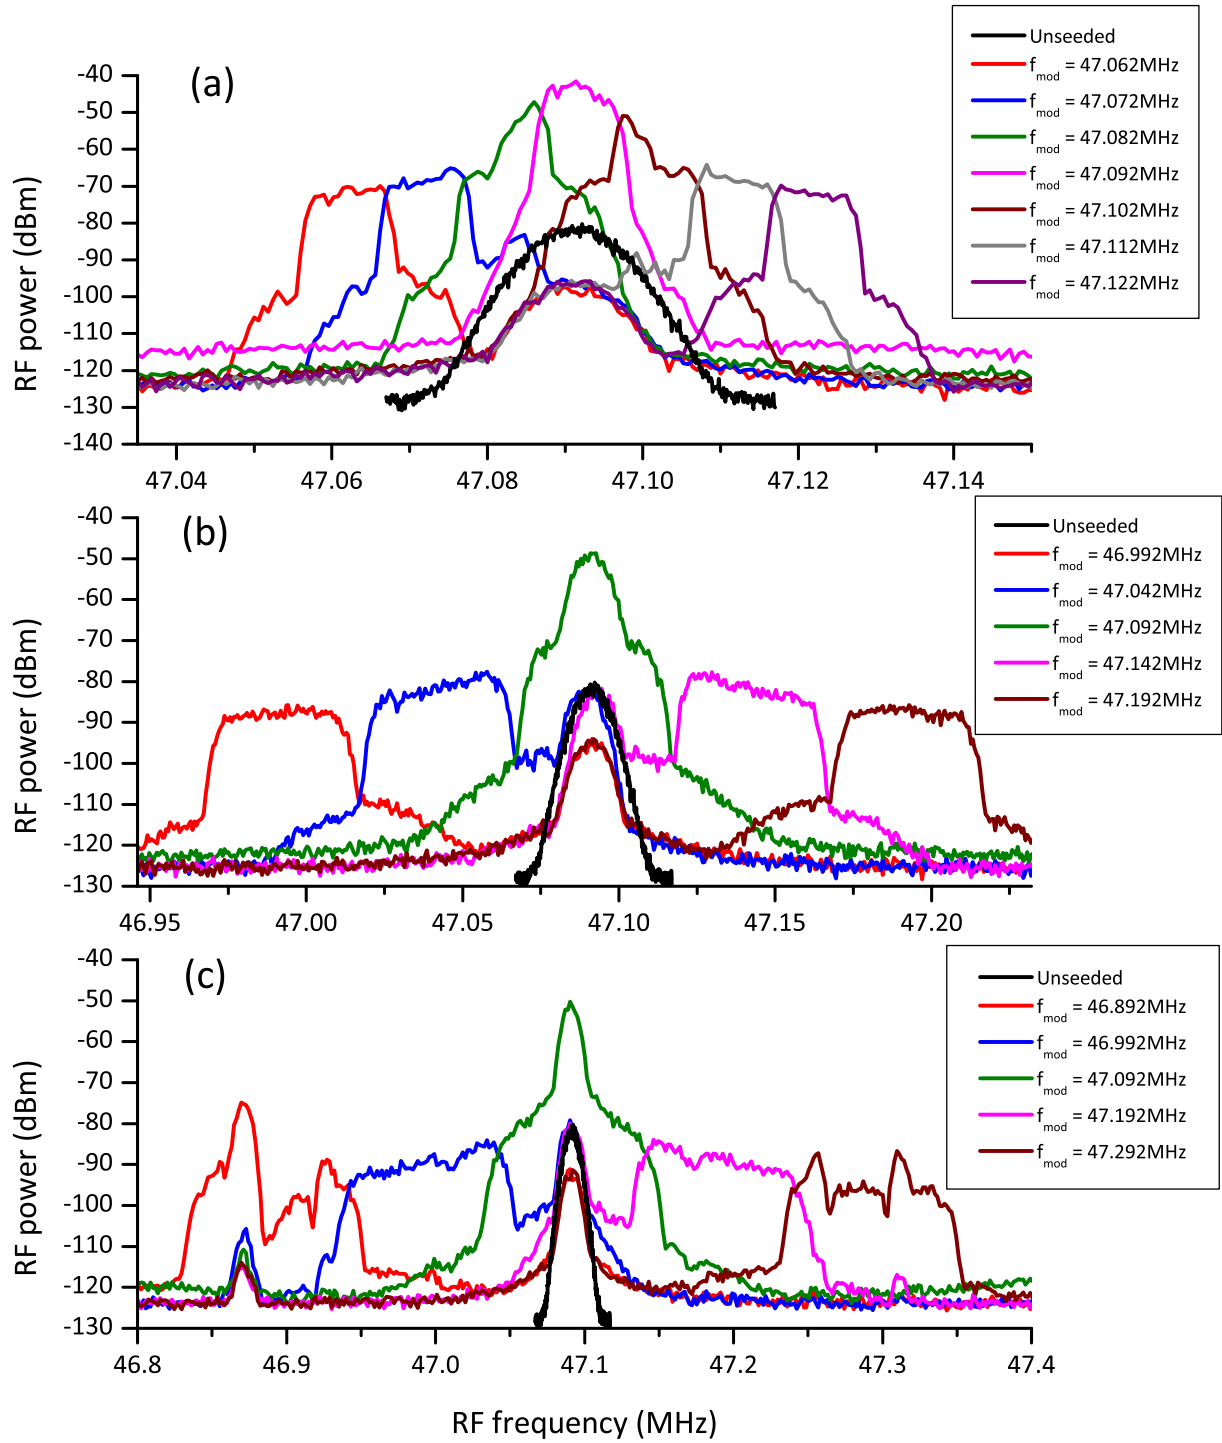 (a)
-40
-50
-60
-70
-80
-90
-100
-110
-120
-130
-140
RF power (dBm)
47.04 47.06 47.08 47.10 47.12 47.14
Unseeded
fmod = 47.062MHz
fmod = 47.072MHz
fmod = 47.082MHz
fmod = 47.092MHz
fmod = 47.102MHz
fmod = 47.112MHz
fmod = 47.122MHz
(b)
-40
-50
-60
-70
-80
-90
-100
-110
-120
-130
RF power (dBm)
46.95 47.00 47.05 47.10 47.15 47.20
Unseeded
fmod = 46.992MHz
fmod = 47.042MHz
fmod = 47.092MHz
fmod = 47.142MHz
fmod = 47.192MHz
(c)
-40
-50
-60
-70
-80
-90
-100
-110
-120
-130
RF power (dBm)
46.8 46.9 47.0 47.1 47.2 47.3 47.4
Unseeded
fmod = 46.892MHz
fmod = 46.992MHz
fmod = 47.092MHz
fmod = 47.192MHz
fmod = 47.292MHz
RF frequency (MHz)